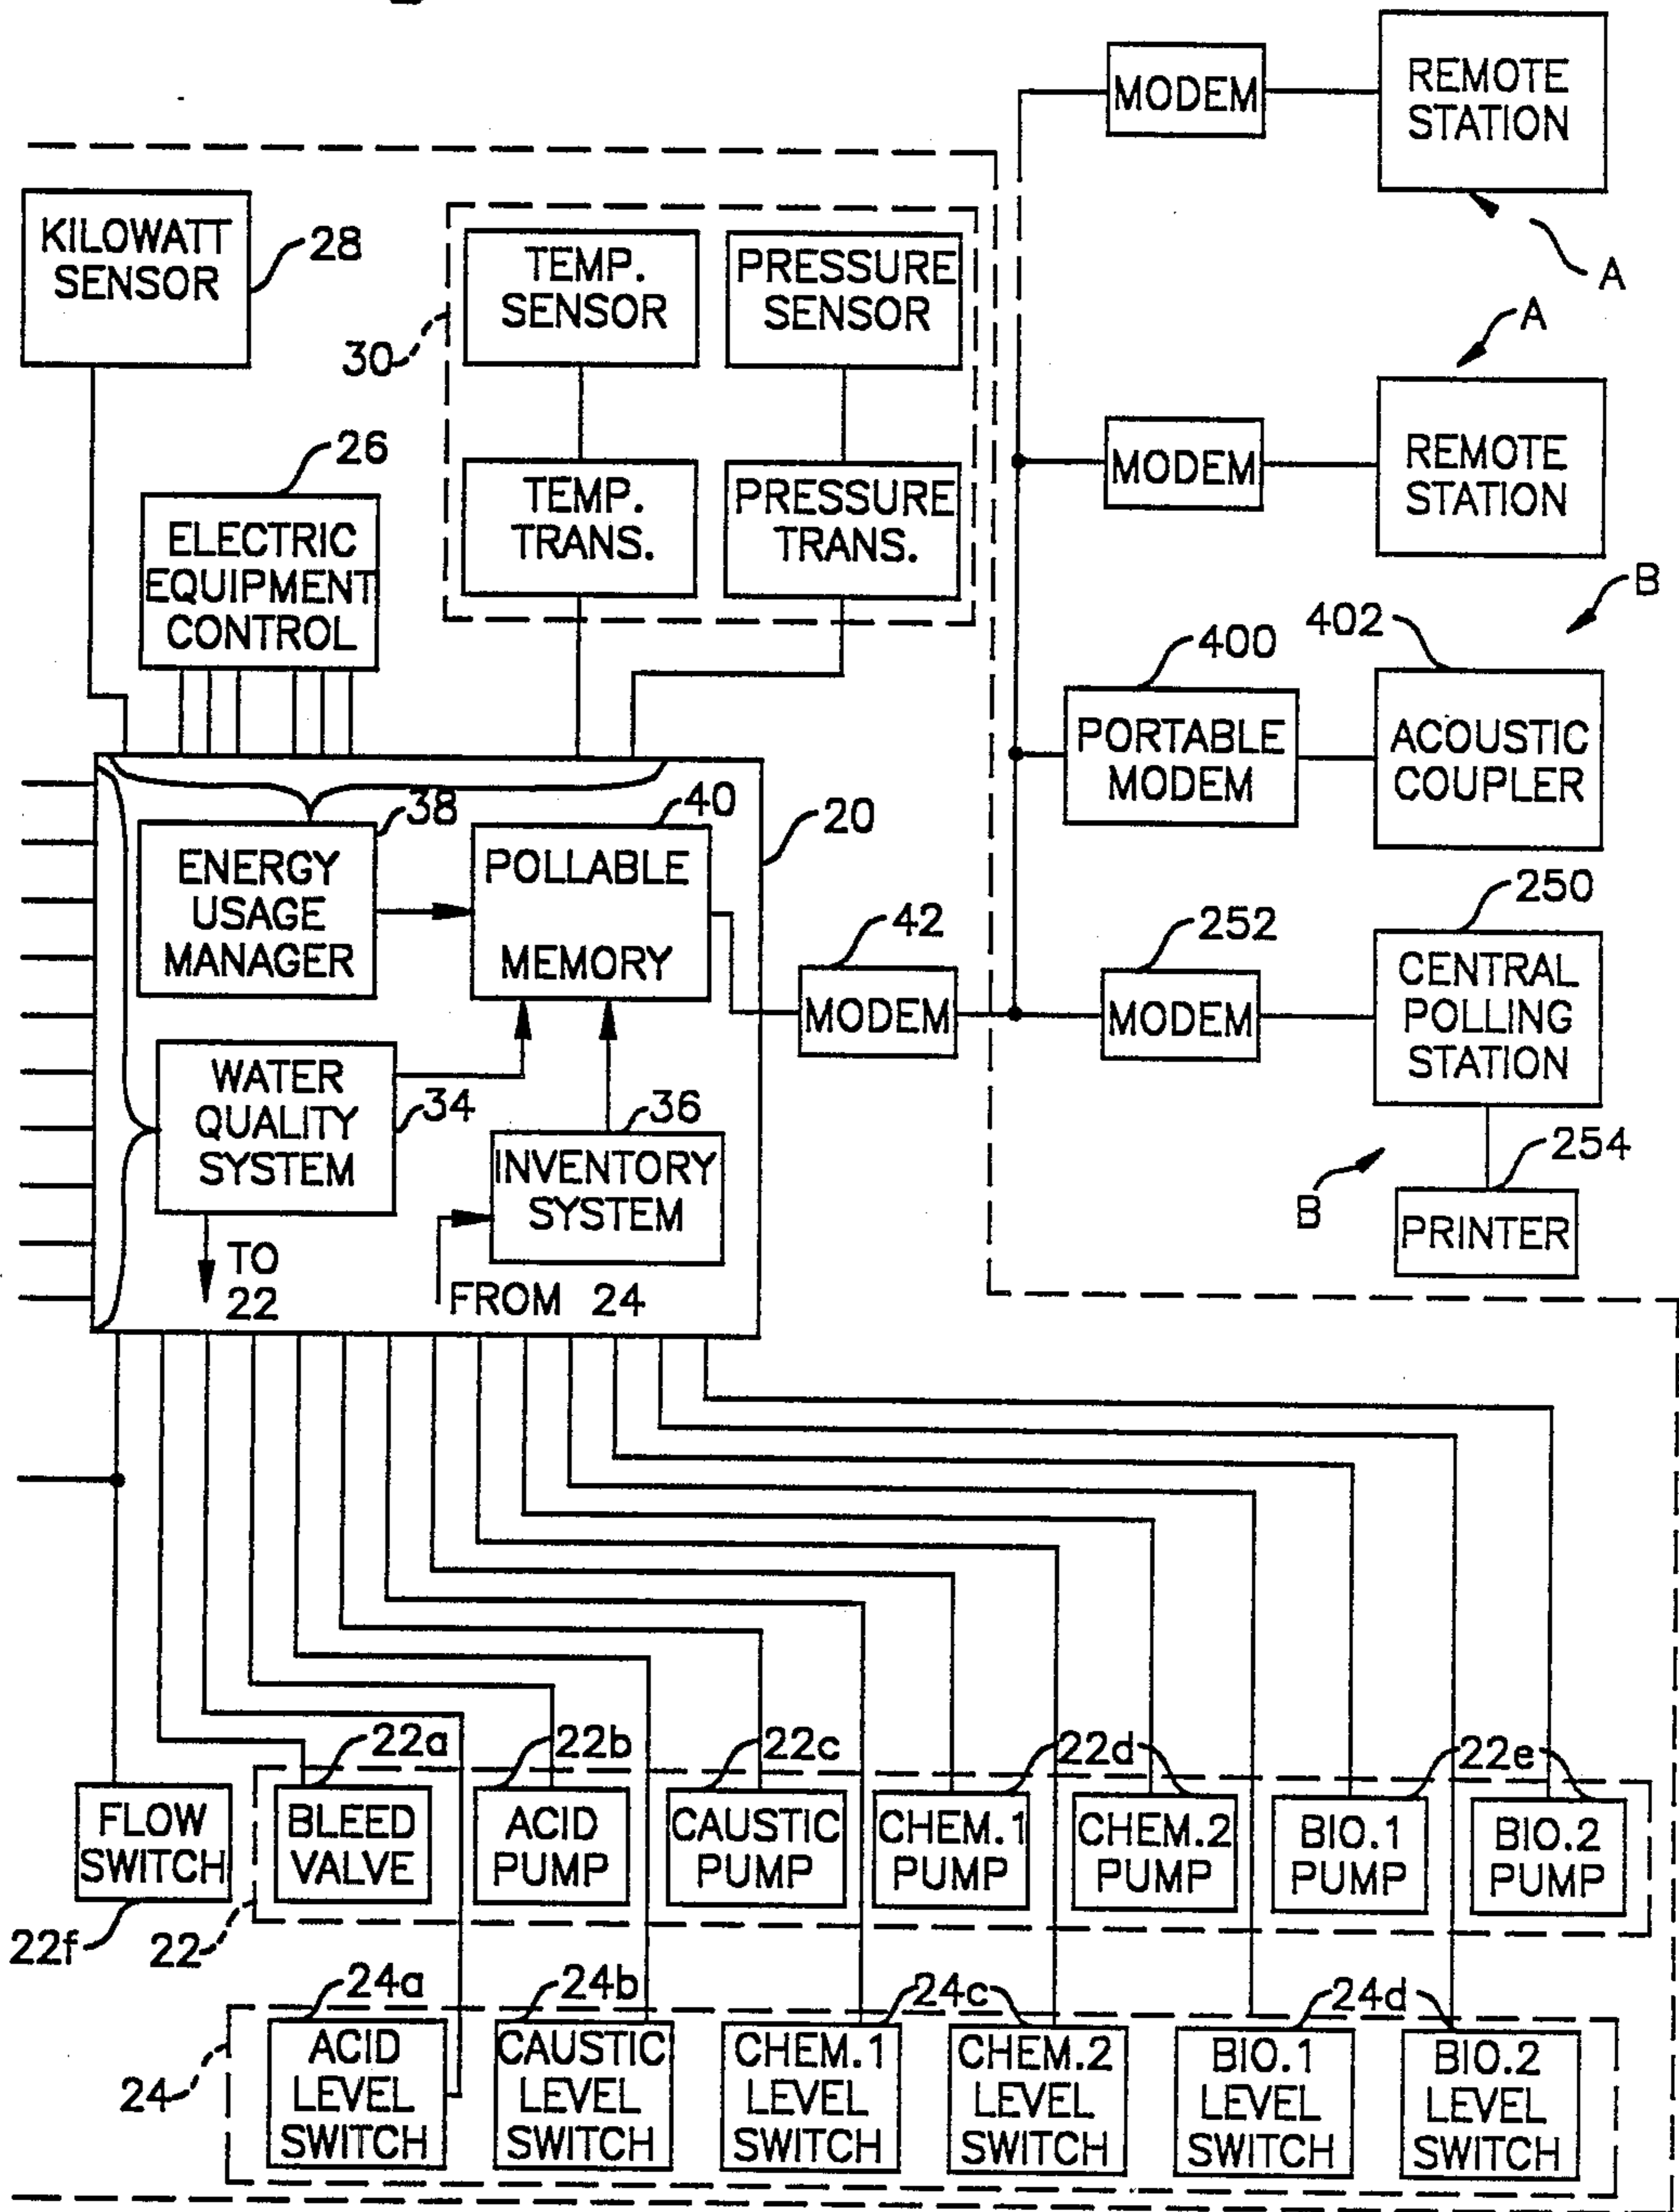 MODEM
REMOTE
STATION
A
KILOWATT
SENSOR
28
30
TEMP.
SENSOR
PRESSURE
SENSOR
TEMP.
TRANS.
PRESSURE
TRANS.
A
MODEM
REMOTE
STATION
26
ELECTRIC
EQUIPMENT
CONTROL
B
400
402
PORTABLE
MODEM
ACOUSTIC
COUPLER
38
ENERGY
USAGE
MANAGER
40
POLLABLE
MEMORY
20
42
MODEM
252
MODEM
250
CENTRAL
POLLING
STATION
WATER
QUALITY
SYSTEM
34
36
INVENTORY
SYSTEM
B
254
PRINTER
TO
22
FROM 24
22a
22b
22c
22d
22e
FLOW
SWITCH
BLEED
VALVE
ACID
PUMP
CAUSTIC
PUMP
CHEM.1
PUMP
CHEM.2
PUMP
BIO.1
PUMP
BIO.2
PUMP
22f
22
24a
24b
24c
24d
24
ACID
LEVEL
SWITCH
CAUSTIC
LEVEL
SWITCH
CHEM.1
LEVEL
SWITCH
CHEM.2
LEVEL
SWITCH
BIO.1
LEVEL
SWITCH
BIO.2
LEVEL
SWITCH